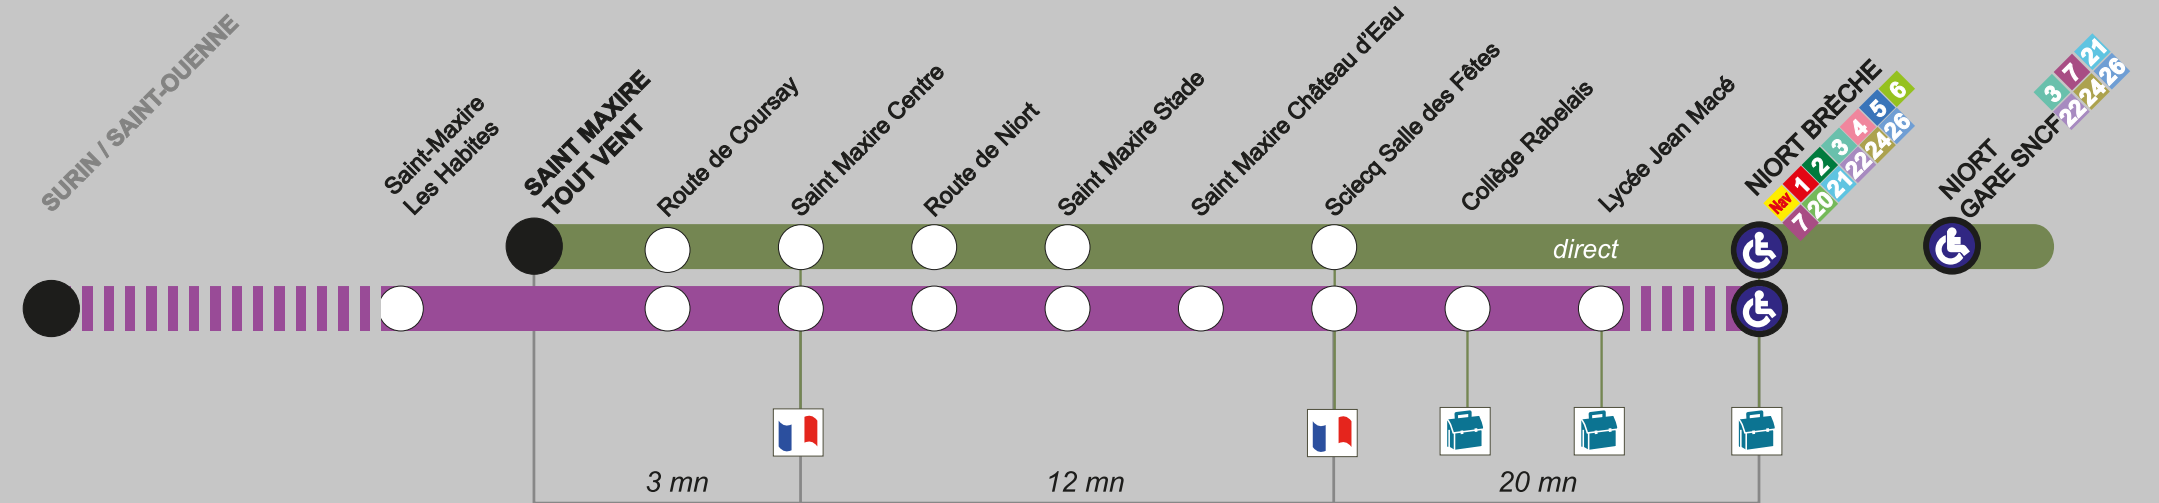 SURIN / SAINT-OUENNE
Saint-Maxire
Les Habites
SAINT MAXIRE
TOUT VENT
Route de Coursay
Saint Maxire Centre
Route de Niort
Saint Maxire Stade
Saint Maxire Château d'Eau
Sciecq Salle des Fêtes
Collège Rabelais
Lycée Jean Macé
NIORT BRÈCHE
Nav 1 2 3 4 5 6
7 20 21 22 24 26
NIORT
GARE SNCF
3 7 21
22 24 26
direct
3 mn
12 mn
20 mn